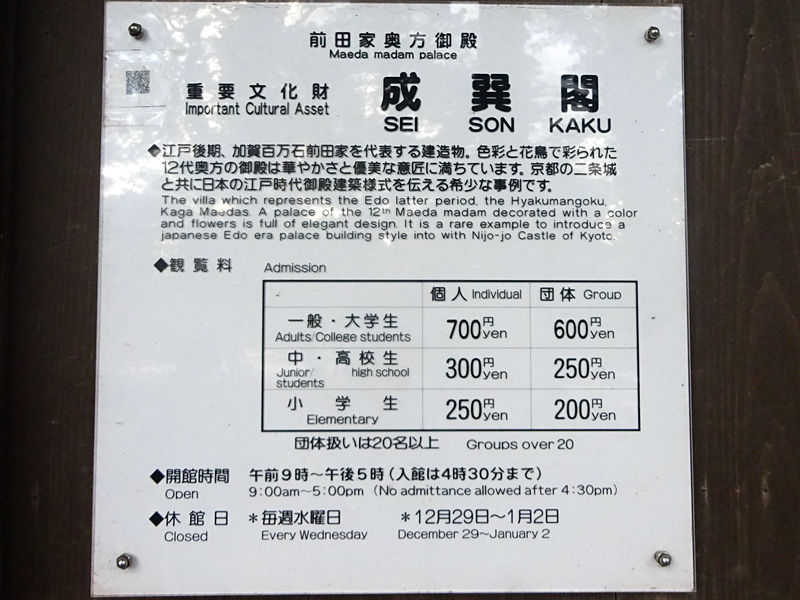 前田家奥方御殿
Maeda madam palace
重要文化財 成巽閣
Important Cultural Asset SEI SON KAKU
◆江戸後期、加賀百万石前田家を代表する建造物。色彩と花鳥で彩られた
12代奥方の御殿は華やかさと優美な意匠に満ちています。京都の二条城
と共に日本の江戸時代御殿建築様式を伝える希少な事例です。
The villa which represents the Edo latter period, the Hyakumangoku,
Kaga Maedas. A palace of the 12th Maeda madam decorated with a color
and flowers is full of elegant design. It is a rare example to introduce a
japanese Edo era palace building style into with Nijo-jo Castle of Kyoto.
◆観覧料 Admission
個人 Individual 団体 Group
一般・大学生 700円 600円
Adults/College students yen yen
中・高校生 300円 250円
Junior/ high school yen yen
students
小学生 250円 200円
Elementary yen yen
団体扱いは20名以上 Groups over 20
◆開館時間 午前9時～午後5時(入館は4時30分まで)
Open 9:00am～5:00pm (No admittance allowed after 4:30pm)
◆休館日 *毎週水曜日 *12月29日～1月2日
Closed Every Wednesday December 29～January 2